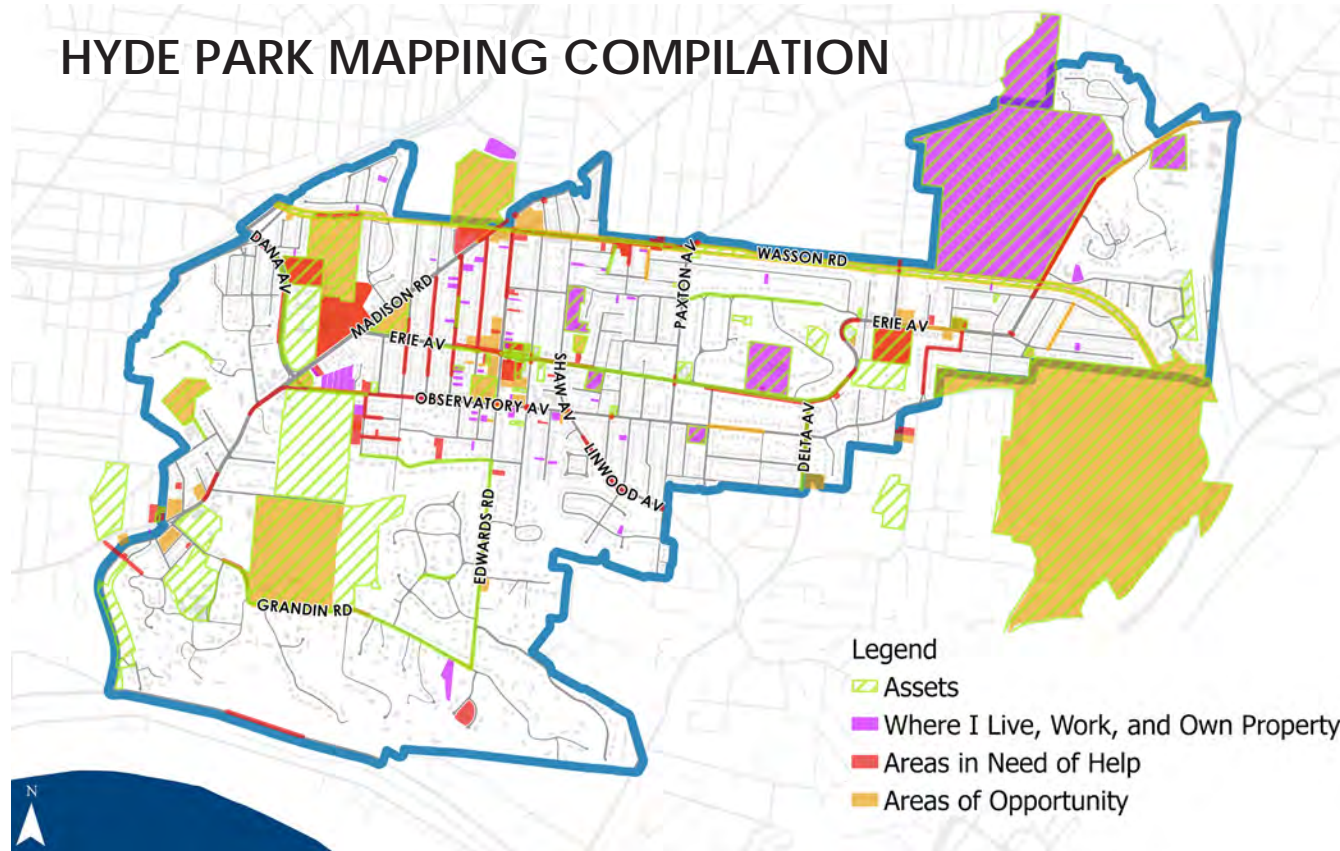 HYDE PARK MAPPING COMPILATION
DANA AV
MADISON RD
WASSON RD
PAXTON AV
ERIE AV
ERIE AV
SHAW AV
OBSERVATORY AV
DELTA AV
LINWOOD AV
EDWARDS RD
GRANDIN RD
Legend
Assets
Where I Live, Work, and Own Property
Areas in Need of Help
Areas of Opportunity
N